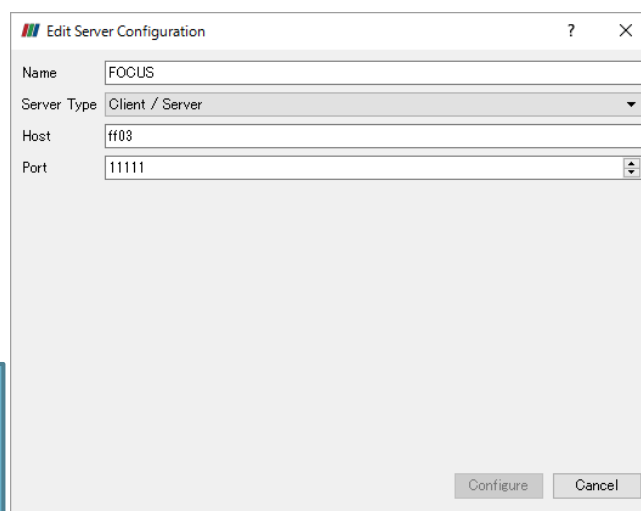 Edit Server Configuration ? X
Name FOCUS
Server Type Client / Server
Host ff03
Port 11111
Configure Cancel